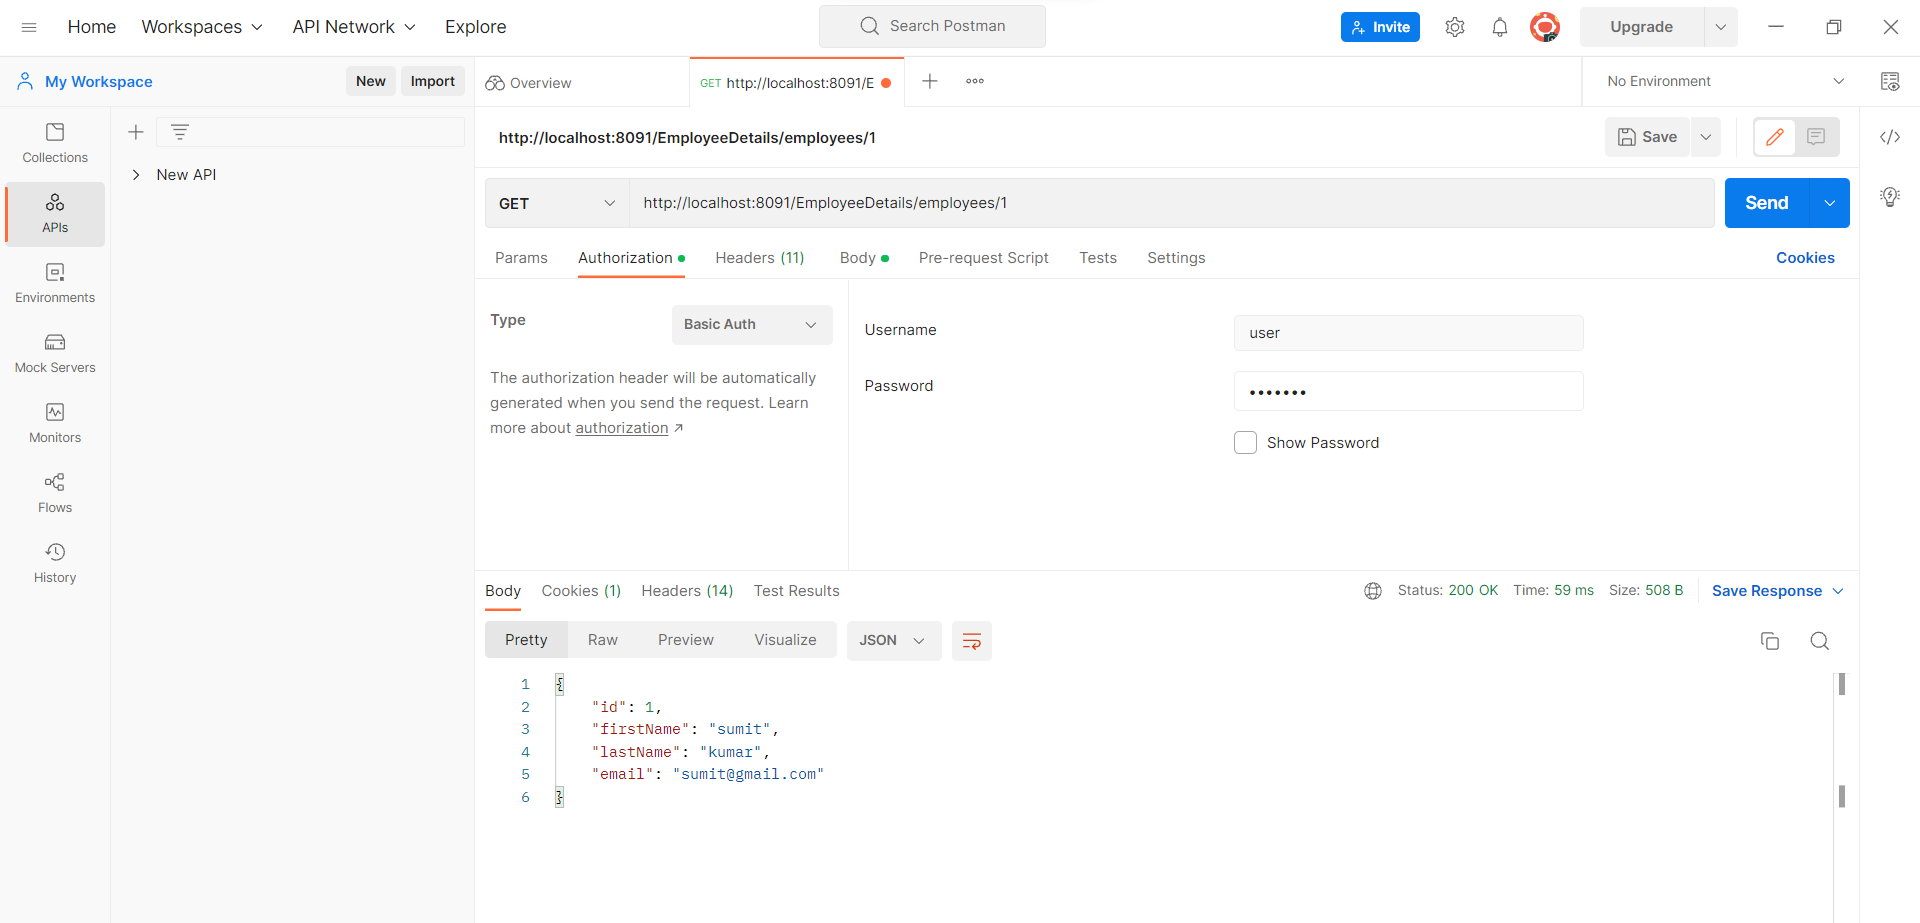 Home Workspaces API Network Explore Search Postman Invite Upgrade
My Workspace New Import Overview GET http://localhost:8091/E No Environment
Collections
APIs
Environments
Mock Servers
Monitors
Flows
History
New API
http://localhost:8091/EmployeeDetails/employees/1 Save
GET http://localhost:8091/EmployeeDetails/employees/1 Send
Params Authorization Headers (11) Body Pre-request Script Tests Settings Cookies
Type Basic Auth
The authorization header will be automatically
generated when you send the request. Learn
more about authorization ↗
Username user
Password •••••••
Show Password
Body Cookies (1) Headers (14) Test Results Status: 200 OK Time: 59 ms Size: 508 B Save Response
Pretty Raw Preview Visualize JSON
1 {
2 "id": 1,
3 "firstName": "sumit",
4 "lastName": "kumar",
5 "email": "sumit@gmail.com"
6 }